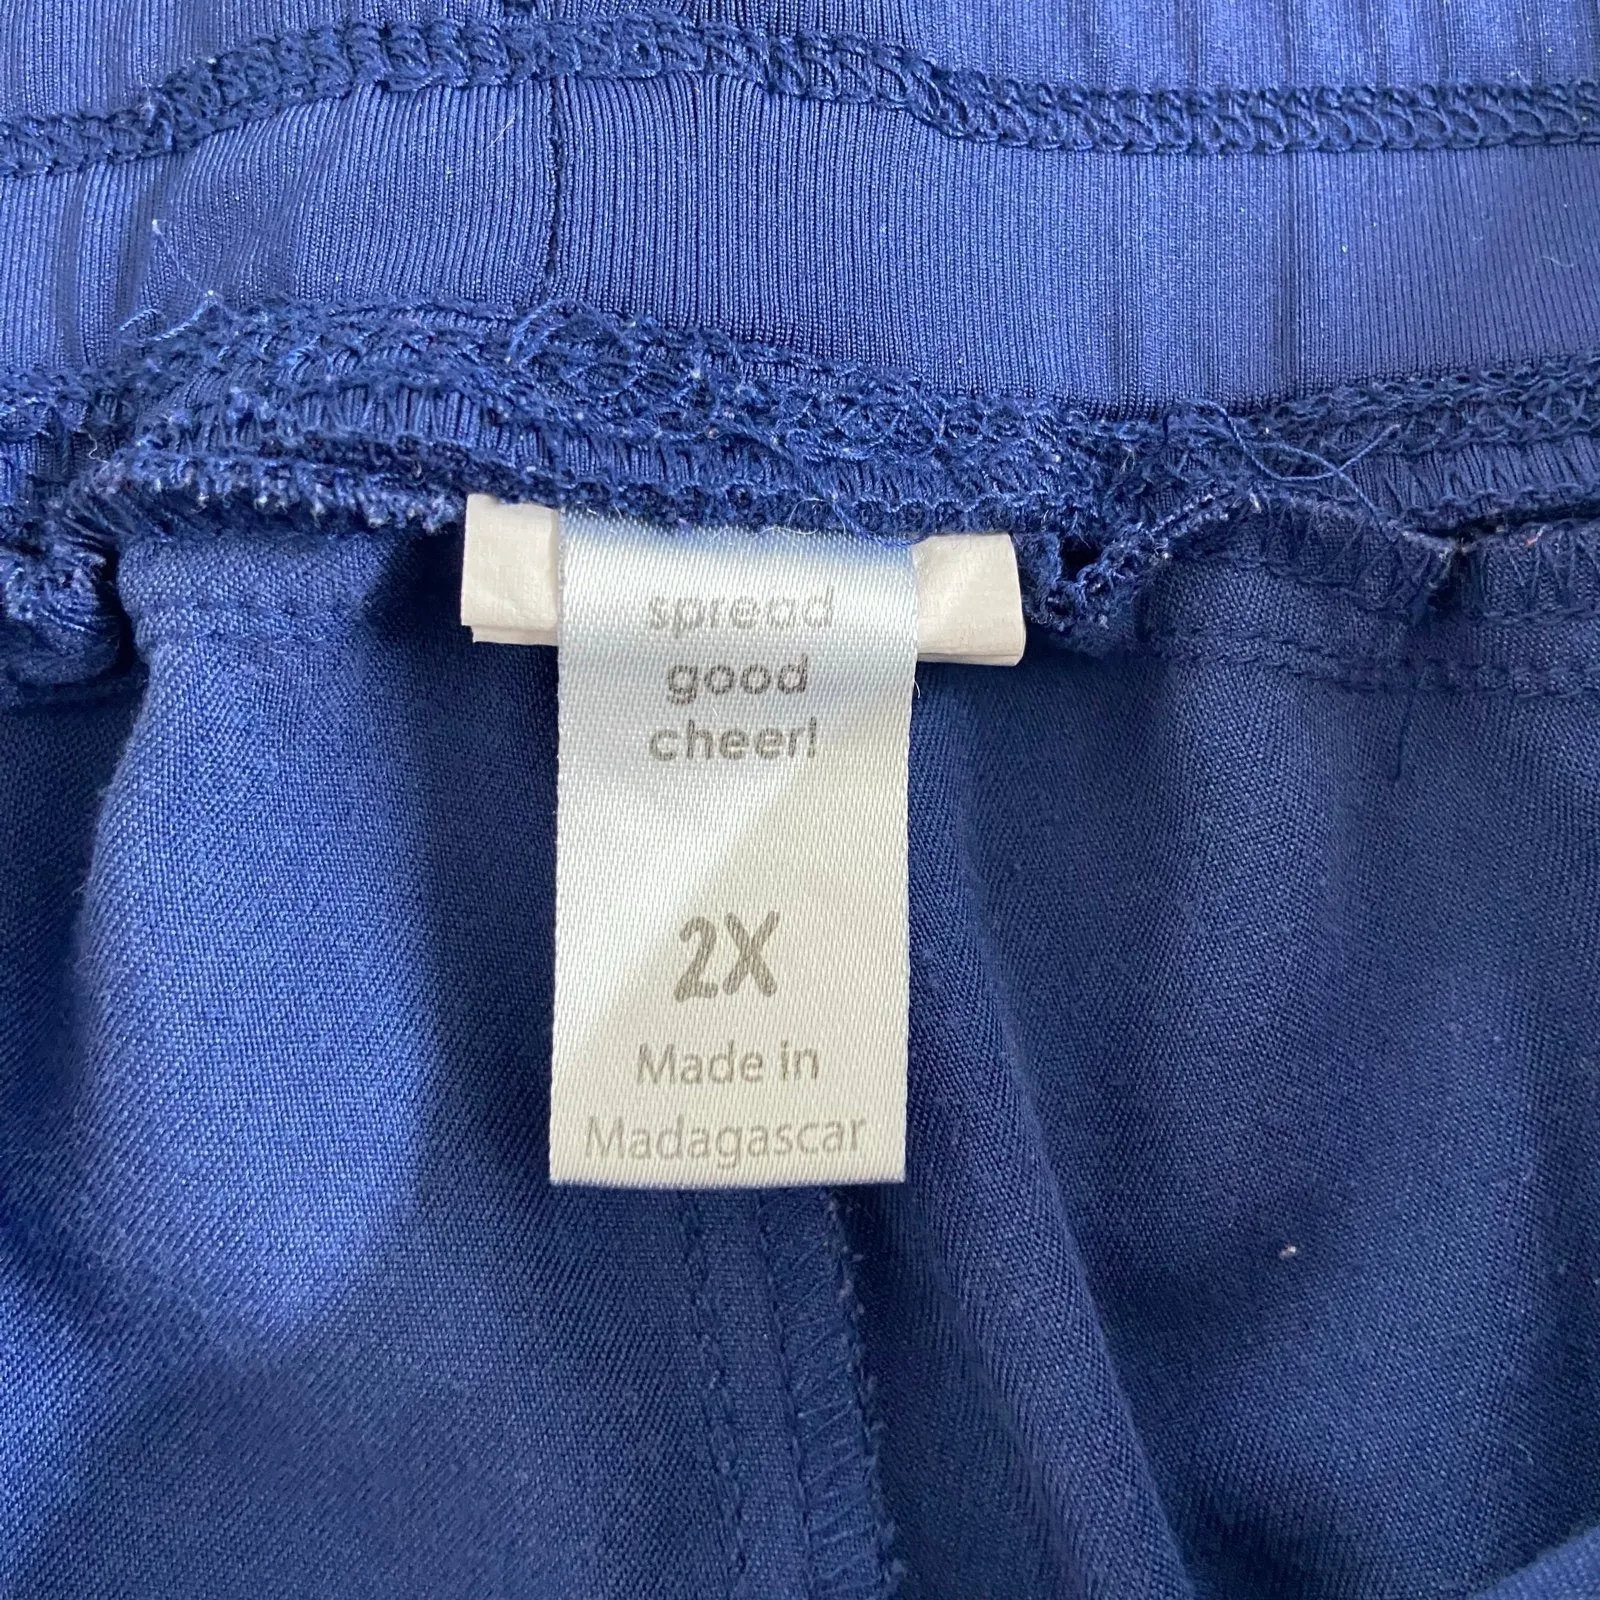 spread
good
cheer!
2X
Made in
Madagascar